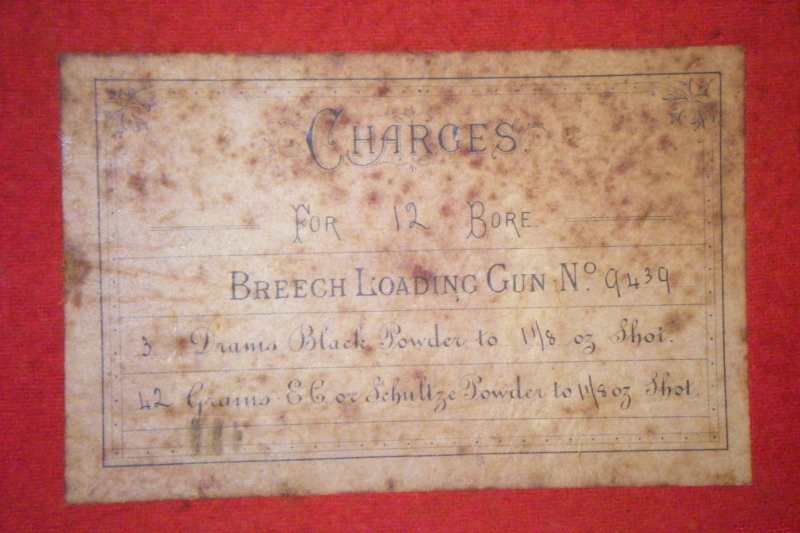 CHARGES.
FOR 12 BORE
BREECH LOADING GUN No. 9439
3 Drams Black Powder to 1 1/8 oz Shot.
42 Grains E.C. or Schultze Powder to 1 1/8 oz Shot.